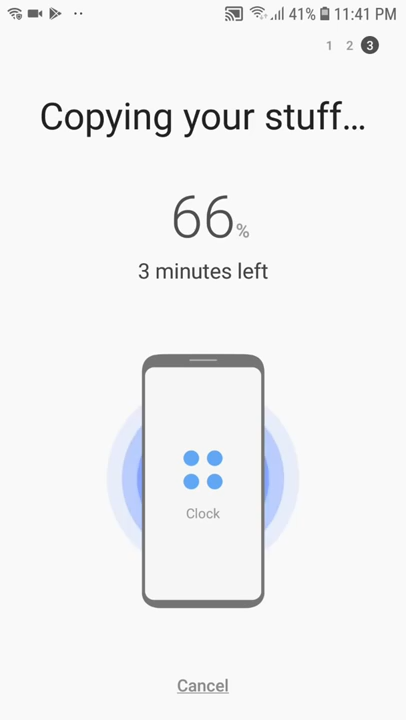 41% 11:41 PM
1 2 3
Copying your stuff...
66%
3 minutes left
Clock
Cancel